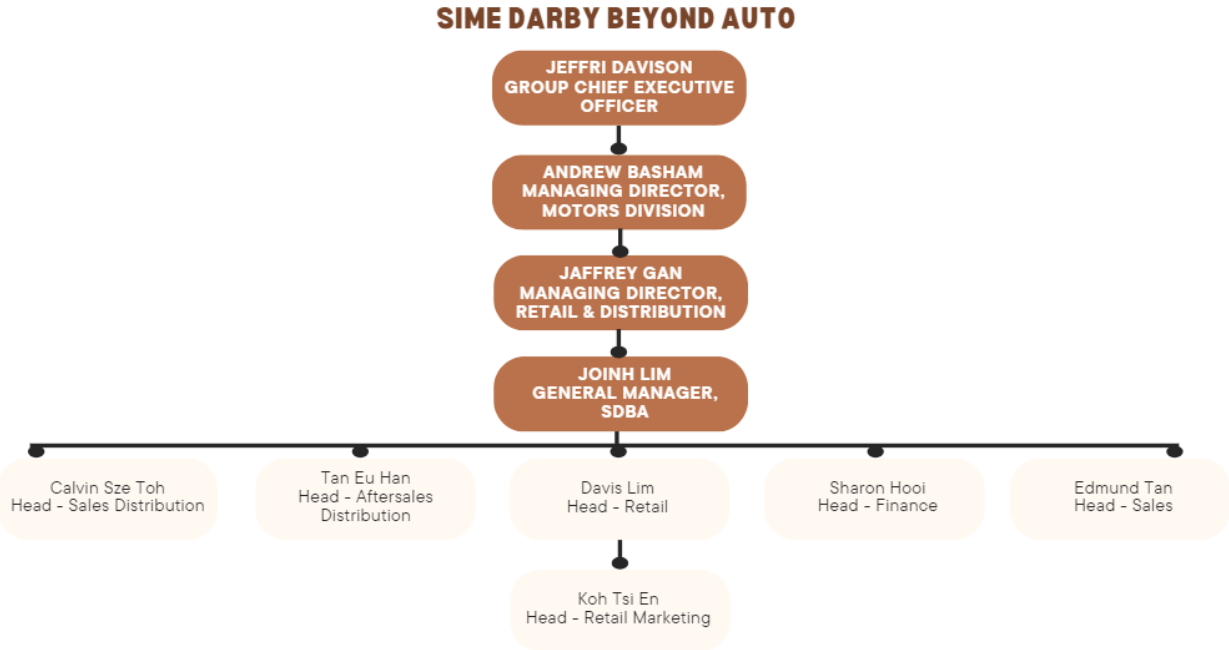 SIME DARBY BEYOND AUTO
JEFFRI DAVISON
GROUP CHIEF EXECUTIVE
OFFICER
ANDREW BASHAM
MANAGING DIRECTOR,
MOTORS DIVISION
JAFFREY GAN
MANAGING DIRECTOR,
RETAIL & DISTRIBUTION
JOINH LIM
GENERAL MANAGER,
SDBA
Calvin Sze Toh
Head - Sales Distribution
Tan Eu Han
Head - Aftersales
Distribution
Davis Lim
Head - Retail
Sharon Hooi
Head - Finance
Edmund Tan
Head - Sales
Koh Tsi En
Head - Retail Marketing